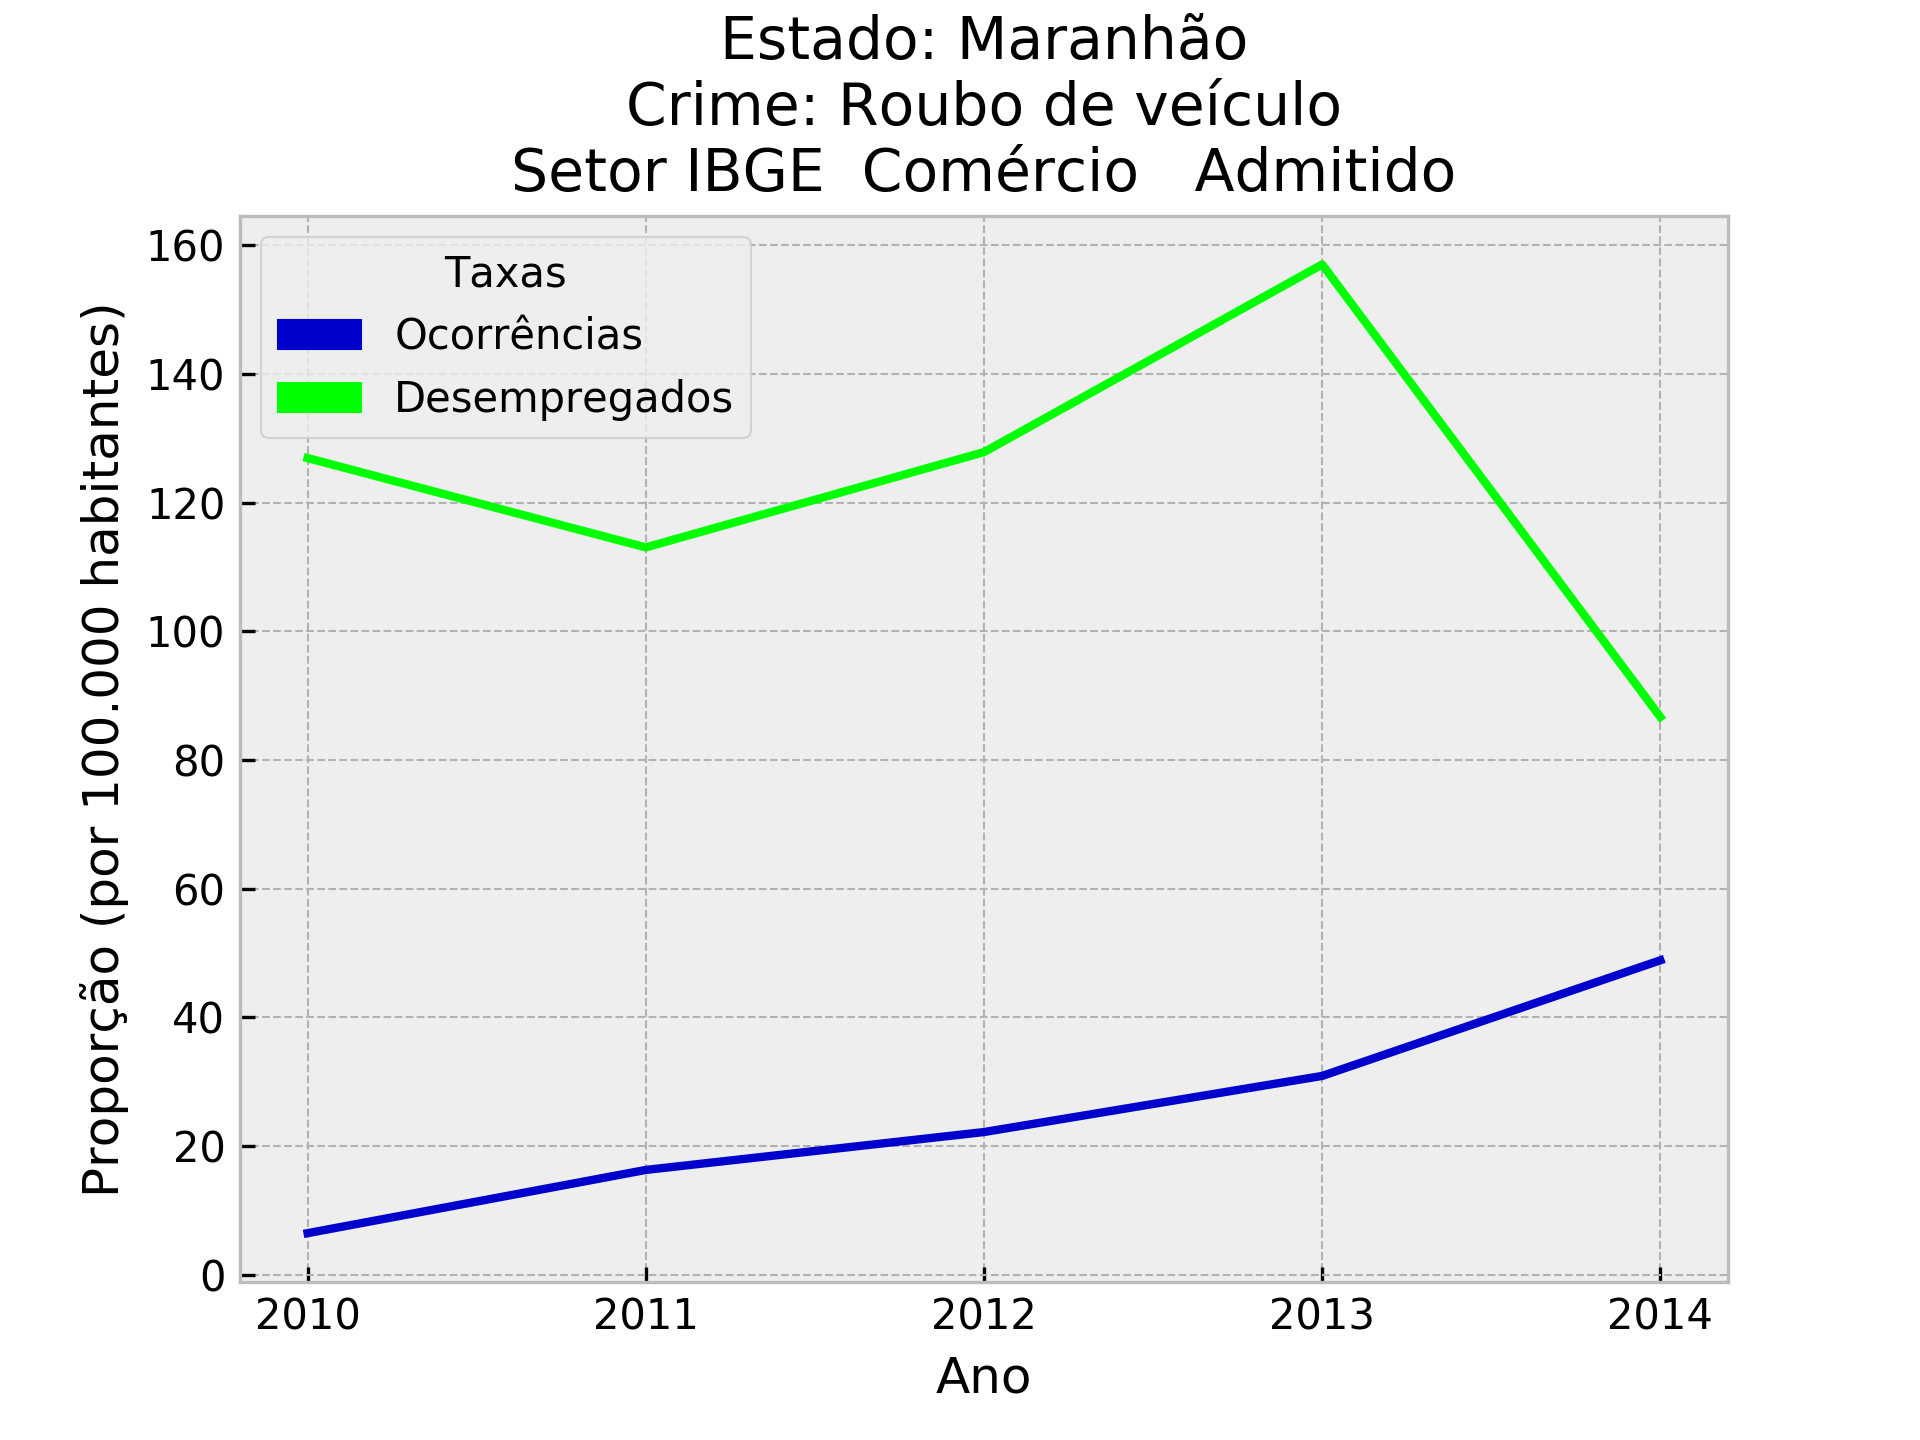 Estado: Maranhão
Crime: Roubo de veículo
Setor IBGE  Comércio   Admitido
Proporção (por 100.000 habitantes)
160
140
120
100
80
60
40
20
0
Taxas
Ocorrências
Desempregados
2010 2011 2012 2013 2014
Ano